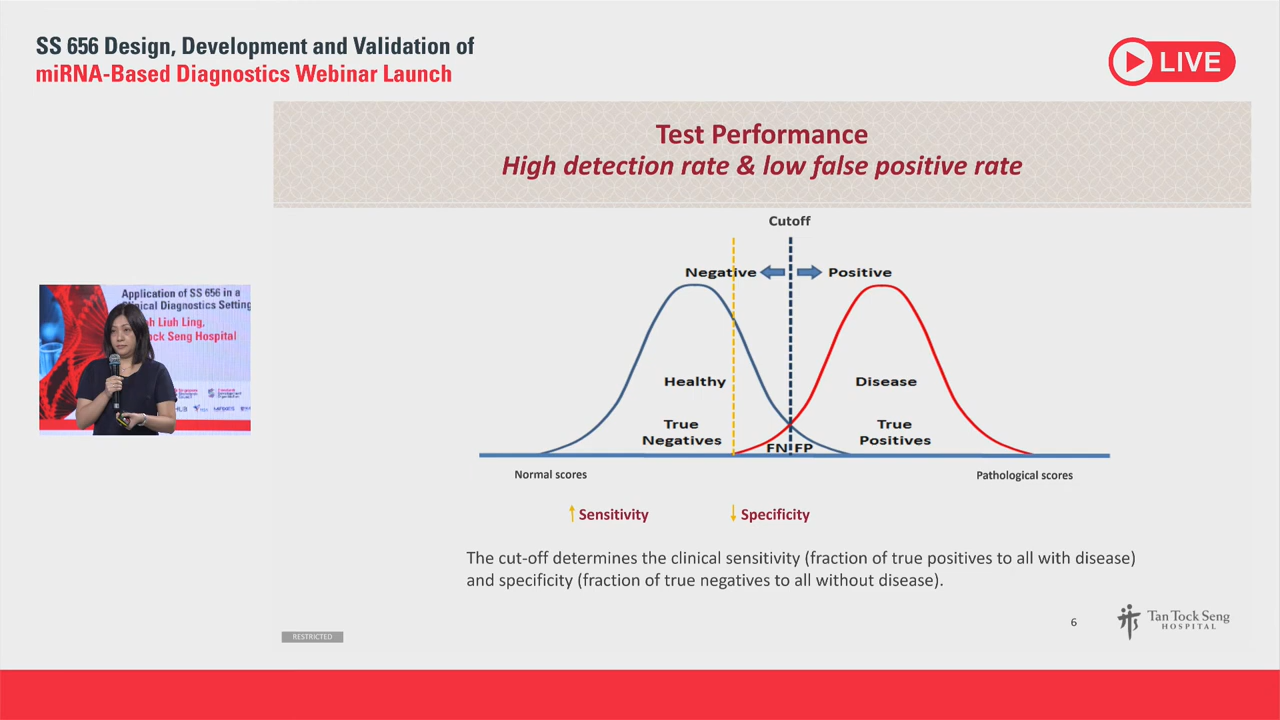 SS 656 Design, Development and Validation of
miRNA-Based Diagnostics Webinar Launch
LIVE
Test Performance
High detection rate & low false positive rate
Cutoff
Negative
Positive
Healthy
Disease
True
Negatives
True
Positives
FN
FP
Normal scores
Pathological scores
Sensitivity
Specificity
The cut-off determines the clinical sensitivity (fraction of true positives to all with disease)
and specificity (fraction of true negatives to all without disease).
Application of SS 656 in a
Clinical Diagnostics Setting
Liuh Ling,
Tock Seng Hospital
RESTRICTED
6
Tan Tock Seng
HOSPITAL